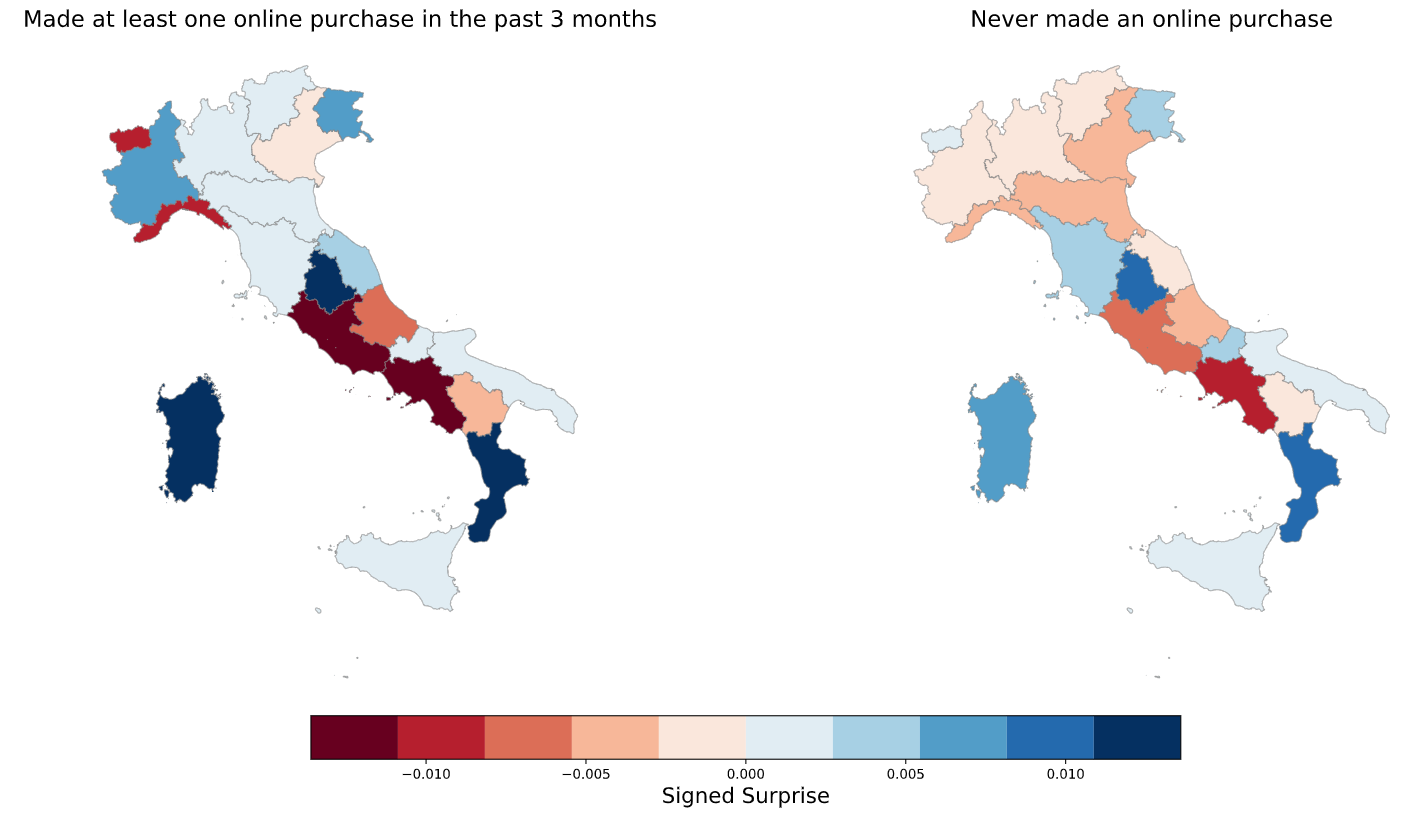 Made at least one online purchase in the past 3 months
Never made an online purchase
−0.010
−0.005
0.000
0.005
0.010
Signed Surprise